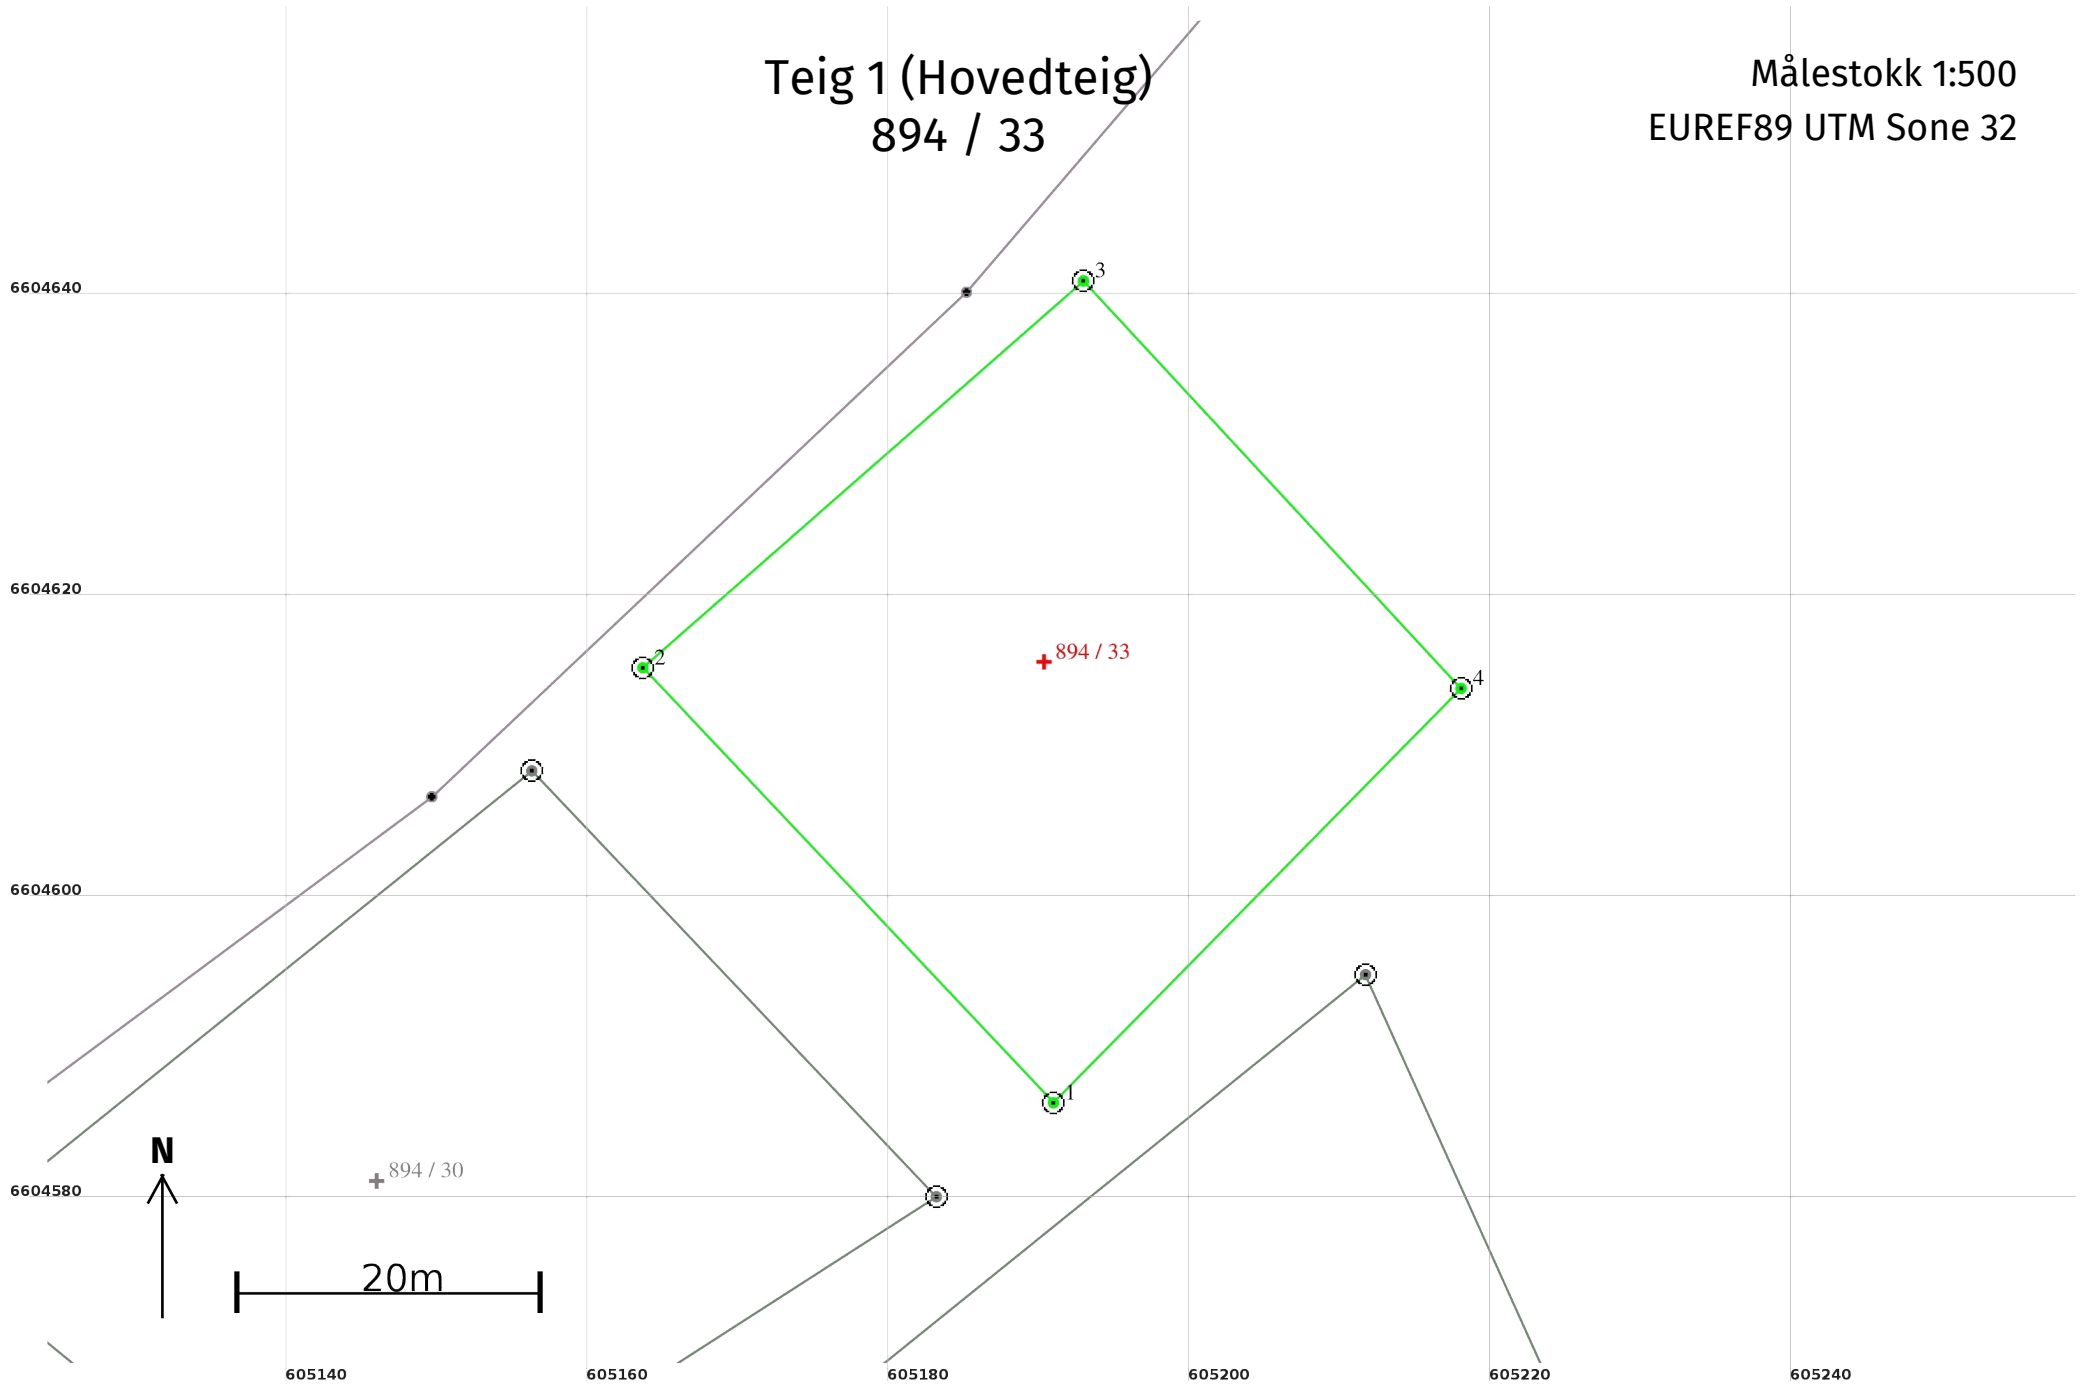 Teig 1 (Hovedteig)
894 / 33
Målestokk 1:500
EUREF89 UTM Sone 32
3
6604640
6604620
2
894 / 33
4
6604600
1
N
894 / 30
6604580
20m
605140
605160
605180
605200
605220
605240